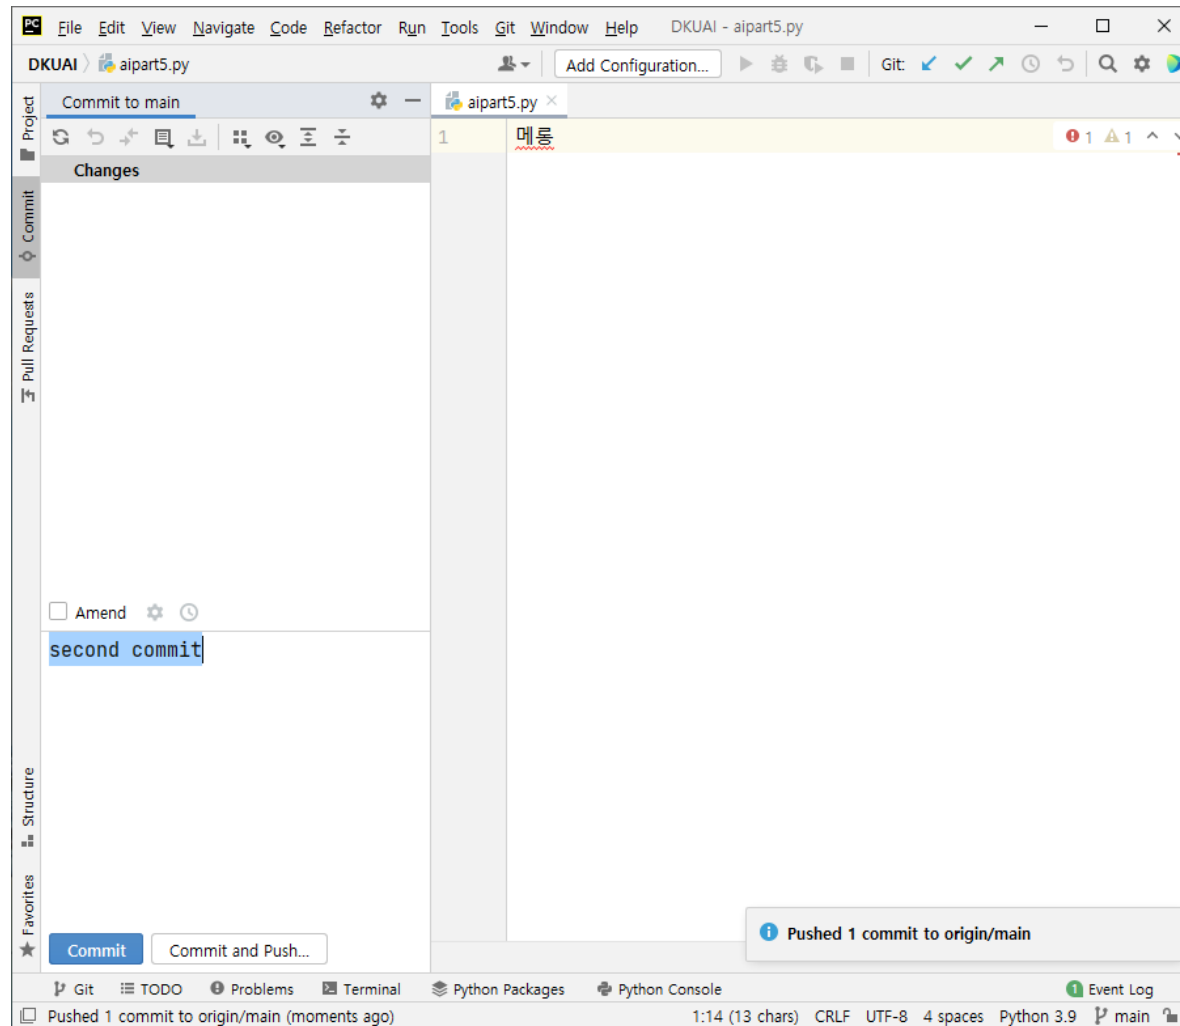 PC File Edit View Navigate Code Refactor Run Tools Git Window Help DKUAI - aipart5.py
DKUAI aipart5.py Add Configuration... Git:
Project
Commit
Pull Requests
Structure
Favorites
Commit to main
Changes
Amend
second commit
Commit Commit and Push...
aipart5.py
1 메롱
1 1
Pushed 1 commit to origin/main
Git TODO Problems Terminal Python Packages Python Console 1 Event Log
Pushed 1 commit to origin/main (moments ago) 1:14 (13 chars) CRLF UTF-8 4 spaces Python 3.9 main